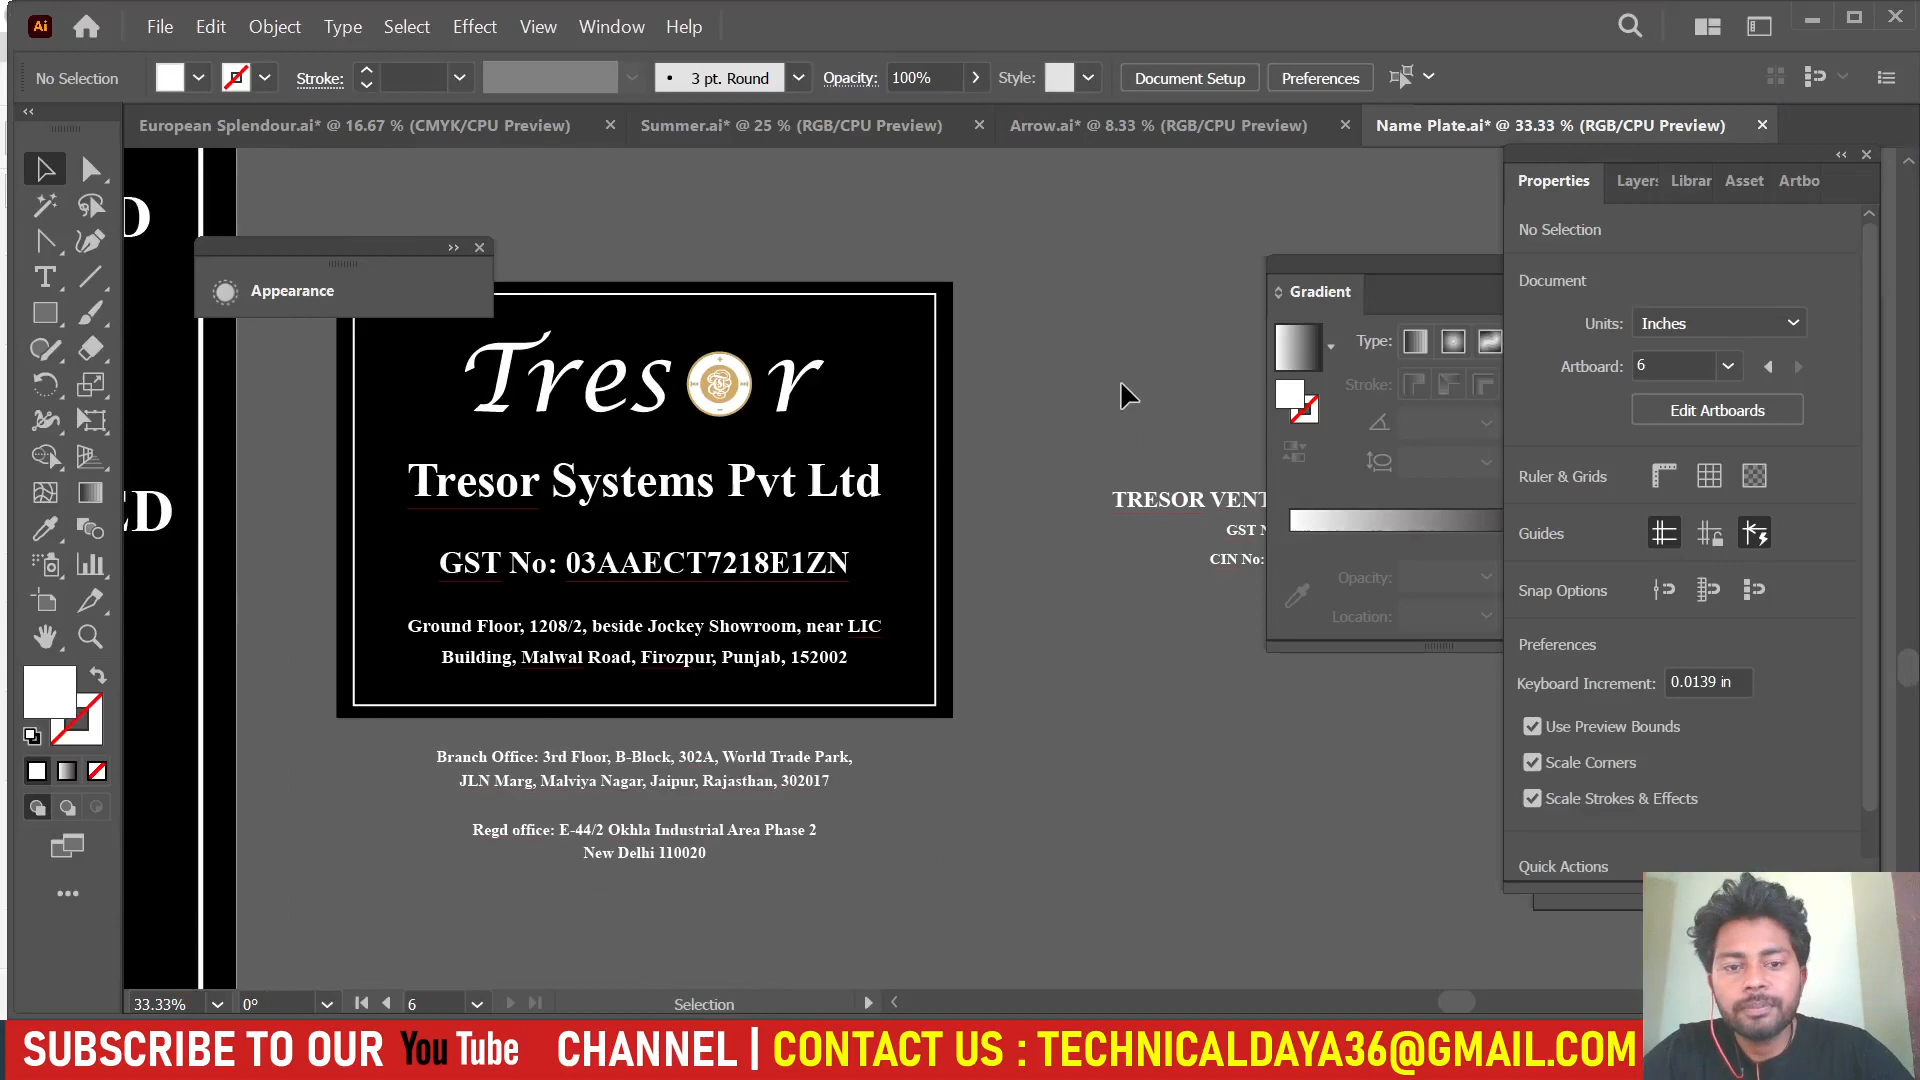 Ai
File Edit Object Type Select Effect View Window Help
No Selection
Stroke:
3 pt. Round
Opacity: 100%
Style:
Document Setup
Preferences
European Splendour.ai* @ 16.67 % (CMYK/CPU Preview)
Summer.ai* @ 25 % (RGB/CPU Preview)
Arrow.ai* @ 8.33 % (RGB/CPU Preview)
Name Plate.ai* @ 33.33 % (RGB/CPU Preview)
D
ED
Appearance
Tres r
Tresor Systems Pvt Ltd
GST No: 03AAECT7218E1ZN
Ground Floor, 1208/2, beside Jockey Showroom, near LIC
Building, Malwal Road, Firozpur, Punjab, 152002
Branch Office: 3rd Floor, B-Block, 302A, World Trade Park,
JLN Marg, Malviya Nagar, Jaipur, Rajasthan, 302017
Regd office: E-44/2 Okhla Industrial Area Phase 2
New Delhi 110020
TRESOR VENT
GST N
CIN No:
Gradient
Type:
Stroke:
Opacity:
Location:
Properties Layers Librar Asset Artbo
No Selection
Document
Units: Inches
Artboard: 6
Edit Artboards
Ruler & Grids
Guides
Snap Options
Preferences
Keyboard Increment: 0.0139 in
Use Preview Bounds
Scale Corners
Scale Strokes & Effects
Quick Actions
33.33% 0° 6 Selection
SUBSCRIBE TO OUR YouTube CHANNEL | CONTACT US : TECHNICALDAYA36@GMAIL.COM